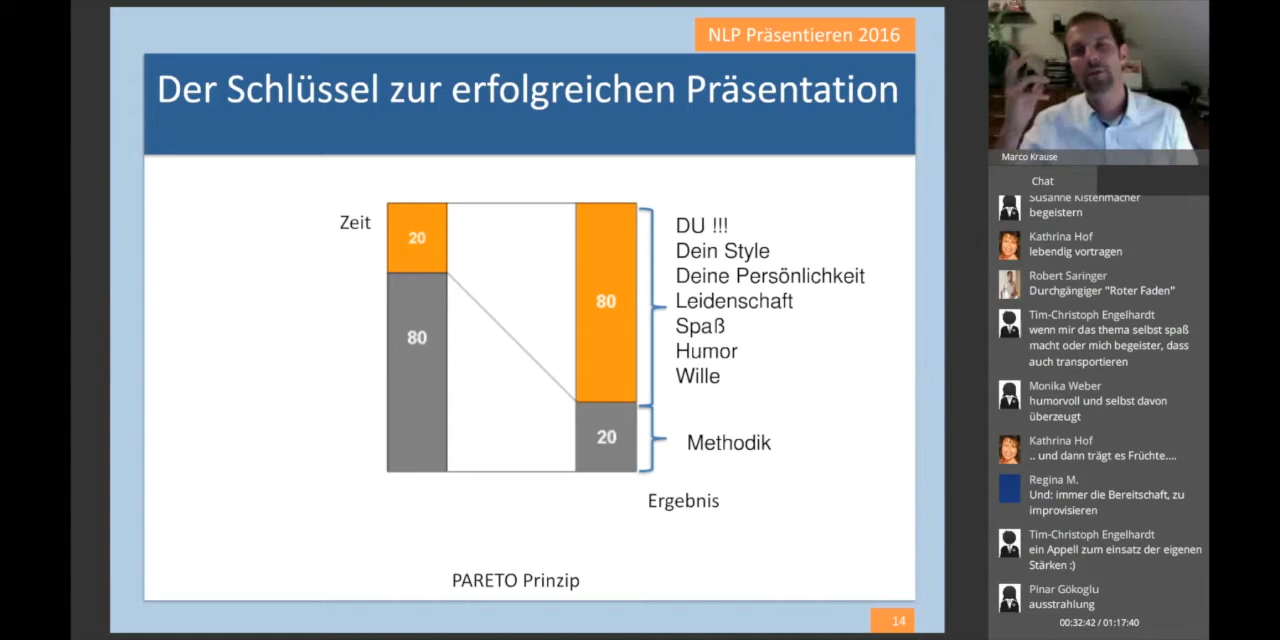 NLP Präsentieren 2016
Der Schlüssel zur erfolgreichen Präsentation
Zeit
20
80
80
20
DU !!!
Dein Style
Deine Persönlichkeit
Leidenschaft
Spaß
Humor
Wille
Methodik
Ergebnis
PARETO Prinzip
14
Marco Krause
Chat
Susanne Kistenmacher
begeistern
Kathrina Hof
lebendig vortragen
Robert Saringer
Durchgängiger "Roter Faden"
Tim-Christoph Engelhardt
wenn mir das thema selbst spaß
macht oder mich begeister, dass
auch transportieren
Monika Weber
humorvoll und selbst davon
überzeugt
Kathrina Hof
.. und dann trägt es Früchte....
Regina M.
Und: immer die Bereitschaft, zu
improvisieren
Tim-Christoph Engelhardt
ein Appell zum einsatz der eigenen
Stärken :)
Pinar Gökoglu
ausstrahlung
00:32:42 / 01:17:40